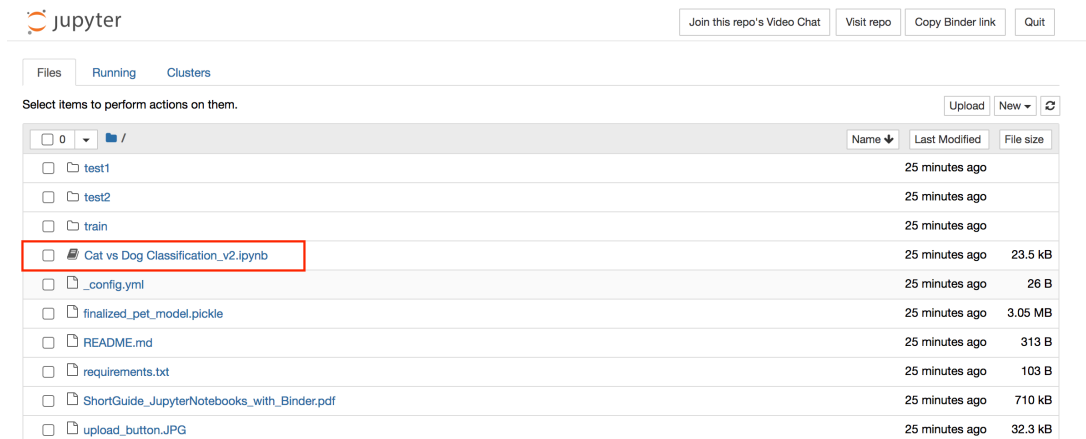 jupyter
Join this repo's Video Chat Visit repo Copy Binder link Quit
Files Running Clusters
Select items to perform actions on them.
Upload New
0 / Name Last Modified File size
test1 25 minutes ago
test2 25 minutes ago
train 25 minutes ago
Cat vs Dog Classification_v2.ipynb 25 minutes ago 23.5 kB
_config.yml 25 minutes ago 26 B
finalized_pet_model.pickle 25 minutes ago 3.05 MB
README.md 25 minutes ago 313 B
requirements.txt 25 minutes ago 103 B
ShortGuide_JupyterNotebooks_with_Binder.pdf 25 minutes ago 710 kB
upload_button.JPG 25 minutes ago 32.3 kB